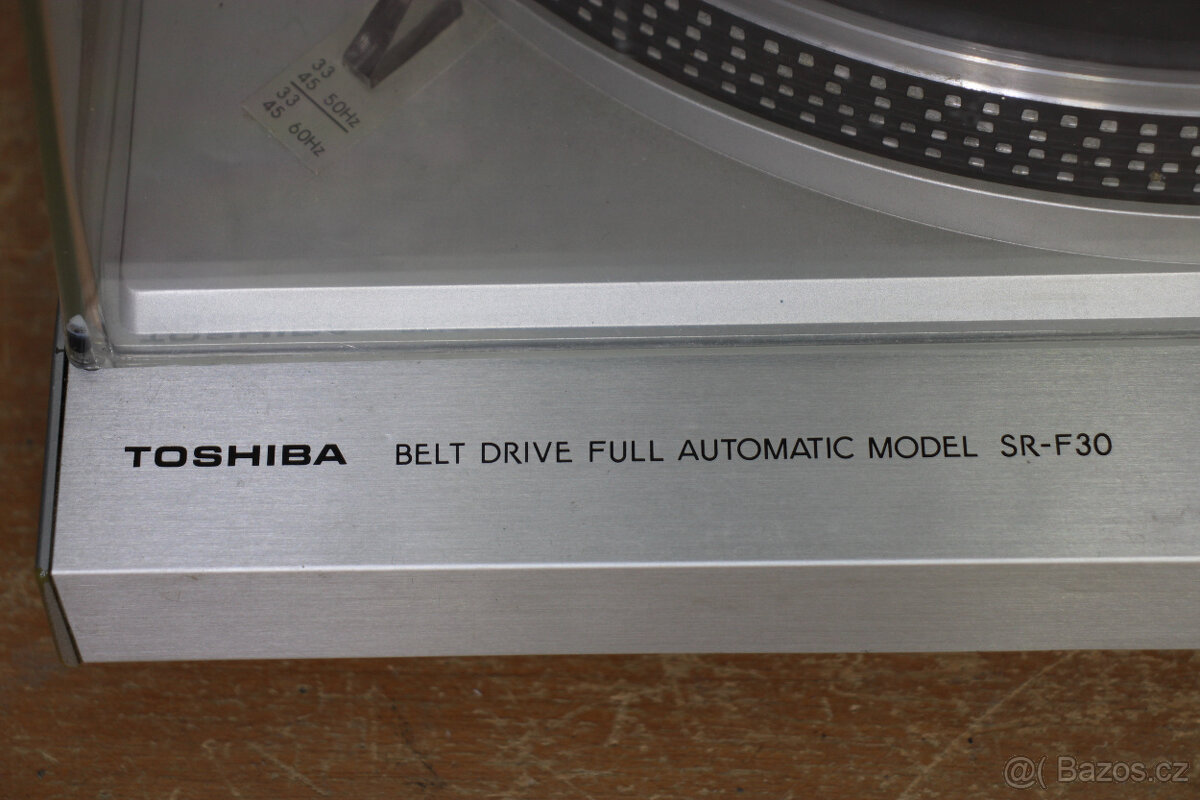 33
45 50Hz
33
45 60Hz
TOSHIBA BELT DRIVE FULL AUTOMATIC MODEL SR-F30
@( Bazos.cz